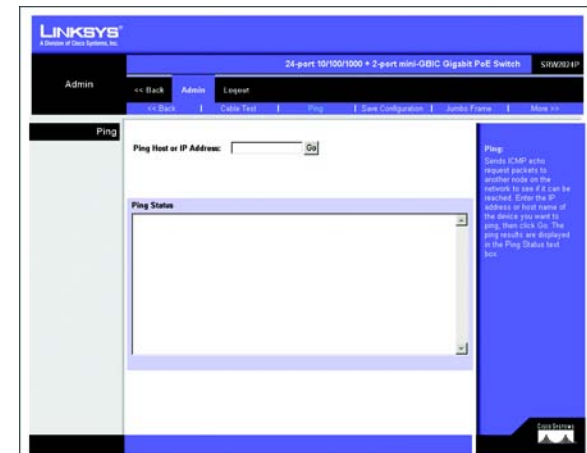 LINKSYS®
A Division of Cisco Systems, Inc.
24-port 10/100/1000 + 2-port mini-GBIC Gigabit PoE Switch
SRW2024P
Admin
<< Back
Admin
Logout
<< Back
Cable Test
Ping
Save Configuration
Jumbo Frame
More >>
Ping
Ping Host or IP Address:
Go
Ping Status
Ping:
Sends ICMP echo
request packets to
another node on the
network to see if it can be
reached. Enter the IP
address or host name of
the device you want to
ping, then click Go. The
ping results are displayed
in the Ping Status text
box.
CISCO SYSTEMS